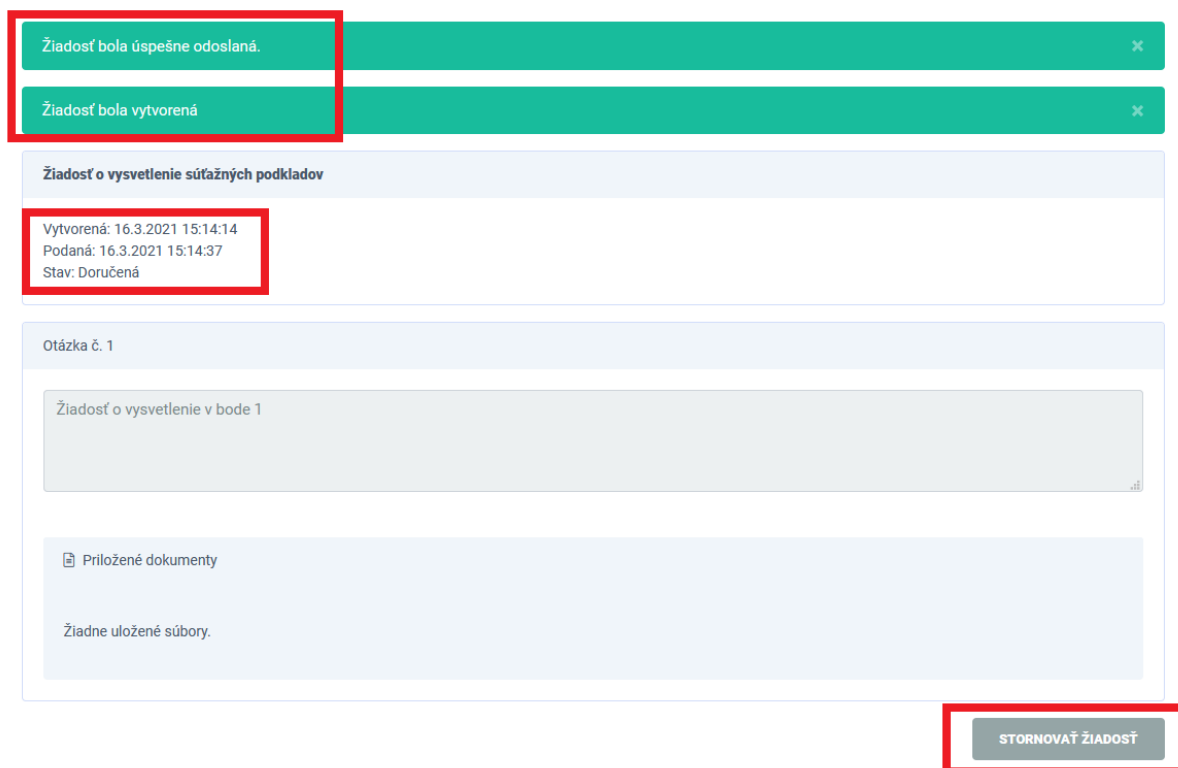 Žiadosť bola úspešne odoslaná.
Žiadosť bola vytvorená
Žiadosť o vysvetlenie súťažných podkladov
Vytvorená: 16.3.2021 15:14:14
Podaná: 16.3.2021 15:14:37
Stav: Doručená
Otázka č. 1
Žiadosť o vysvetlenie v bode 1
Priložené dokumenty
Žiadne uložené súbory.
STORNOVAŤ ŽIADOSŤ